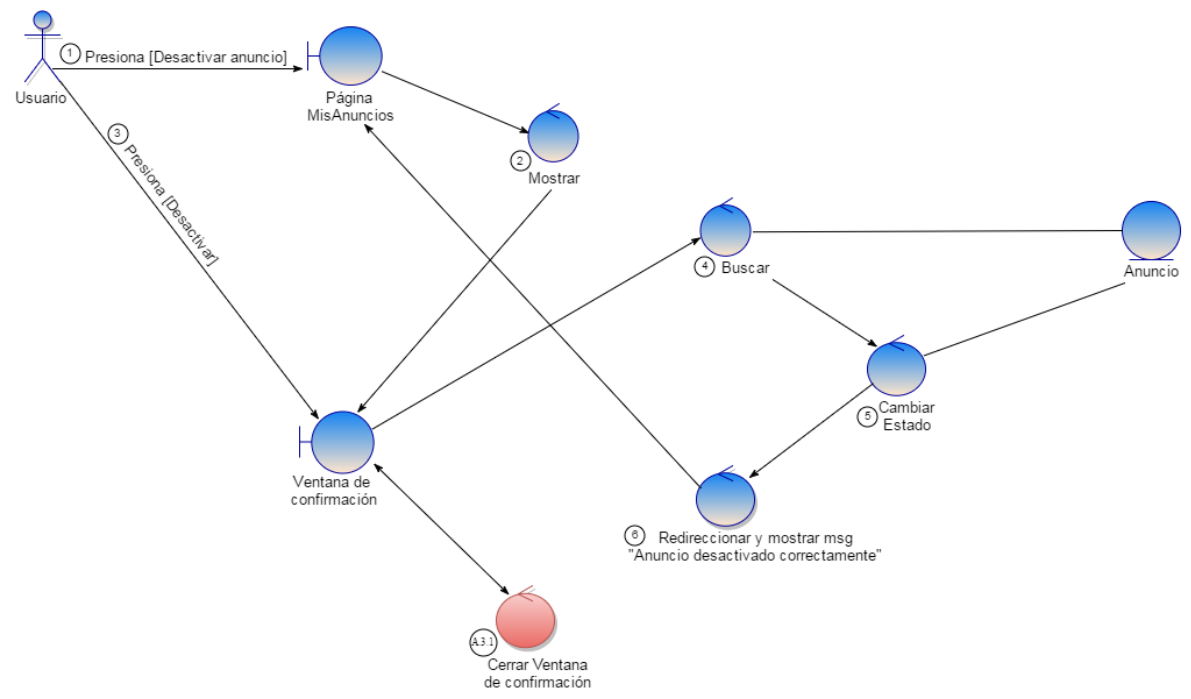 1 Presiona [Desactivar anuncio]
Usuario
Página
MisAnuncios
3 Presiona [Desactivar]
2
Mostrar
4 Buscar
Anuncio
5 Cambiar
Estado
Ventana de
confirmación
6 Redireccionar y mostrar msg
"Anuncio desactivado correctamente"
A.3.1
Cerrar Ventana
de confirmación